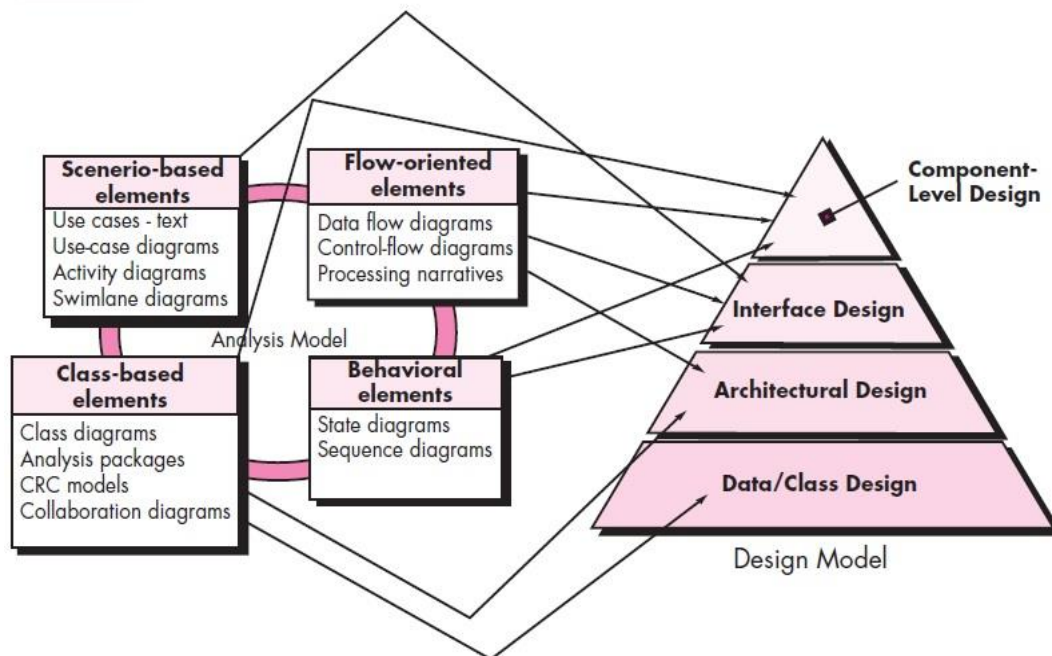 Scenerio-based
elements
Use cases - text
Use-case diagrams
Activity diagrams
Swimlane diagrams
Flow-oriented
elements
Data flow diagrams
Control-flow diagrams
Processing narratives
Analysis Model
Class-based
elements
Class diagrams
Analysis packages
CRC models
Collaboration diagrams
Behavioral
elements
State diagrams
Sequence diagrams
Component-
Level Design
Interface Design
Architectural Design
Data/Class Design
Design Model